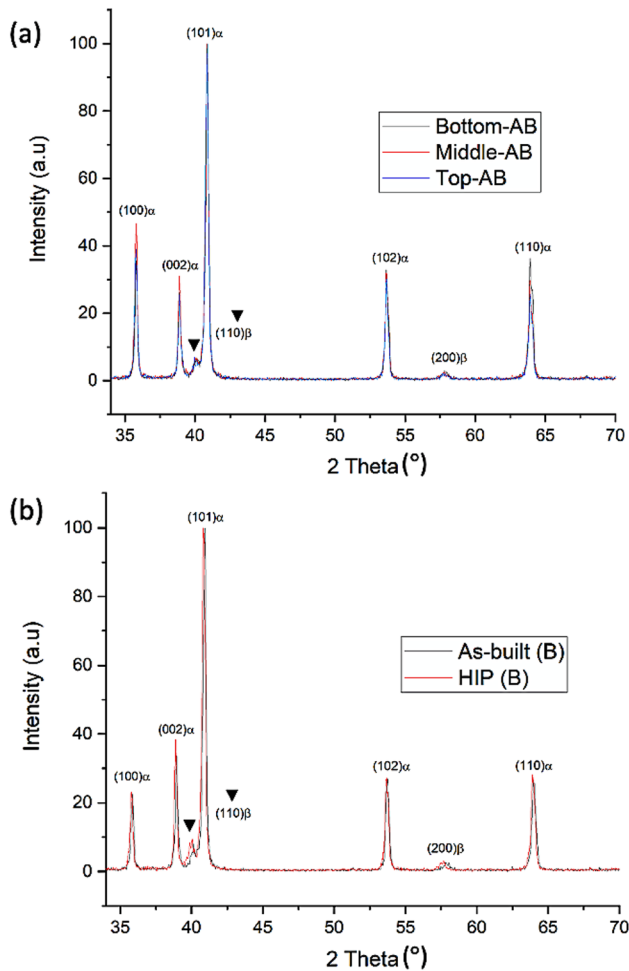 (a)
(101)α
100
80
60
40
20
0
Intensity (a.u)
Bottom-AB
Middle-AB
Top-AB
(100)α
(002)α
(110)β
(102)α
(200)β
(110)α
35 40 45 50 55 60 65 70
2 Theta (°)
(b)
(101)α
100
80
60
40
20
0
Intensity (a.u)
As-built (B)
HIP (B)
(002)α
(100)α
(110)β
(102)α
(200)β
(110)α
35 40 45 50 55 60 65 70
2 Theta (°)